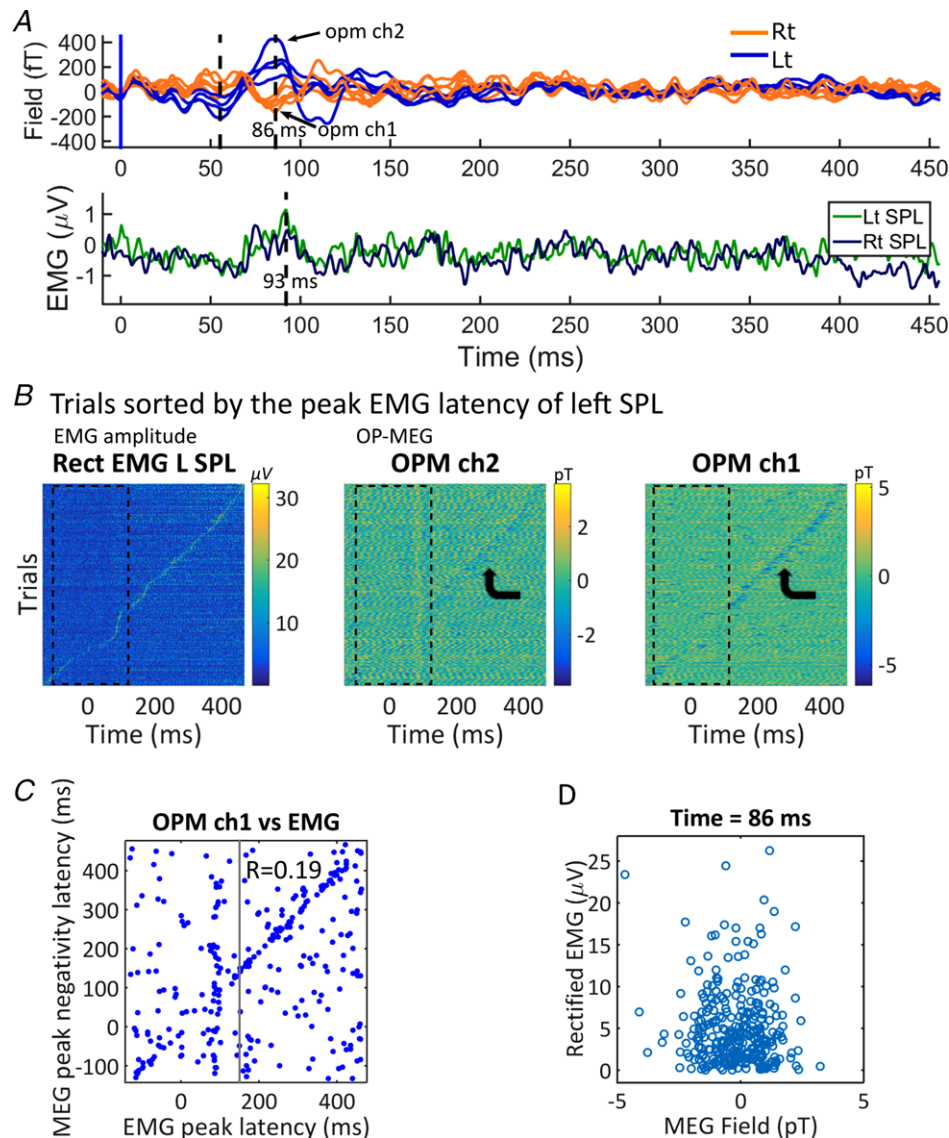 A
opm ch2
Rt
Lt
Field (fT)
400
200
0
-200
-400
86 ms
opm ch1
0 50 100 150 200 250 300 350 400 450
Time (ms)
EMG (μV)
1
0
-1
93 ms
Lt SPL
Rt SPL
0 50 100 150 200 250 300 350 400 450
Time (ms)
B Trials sorted by the peak EMG latency of left SPL
EMG amplitude
Rect EMG L SPL
μV
30
20
10
Trials
0 200 400
Time (ms)
OP-MEG
OPM ch2
pT
2
0
-2
0 200 400
Time (ms)
OPM ch1
pT
5
0
-5
0 200 400
Time (ms)
C
OPM ch1 vs EMG
R=0.19
MEG peak negativity latency (ms)
400
300
200
100
0
-100
0 200 400
EMG peak latency (ms)
D
Time = 86 ms
Rectified EMG (μV)
25
20
15
10
5
0
-5 0 5
MEG Field (pT)